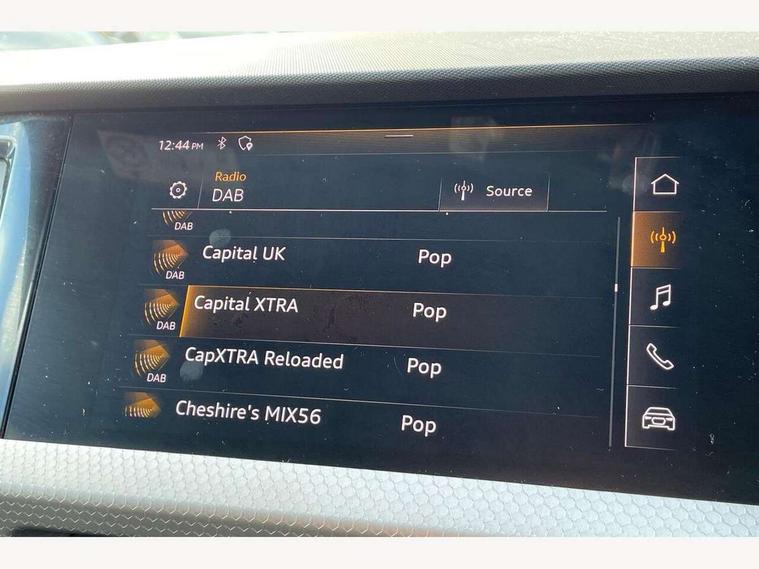 12:44 PM
Radio
DAB
Source
DAB
Capital UK Pop
DAB
Capital XTRA Pop
DAB
CapXTRA Reloaded Pop
DAB
Cheshire's MIX56 Pop